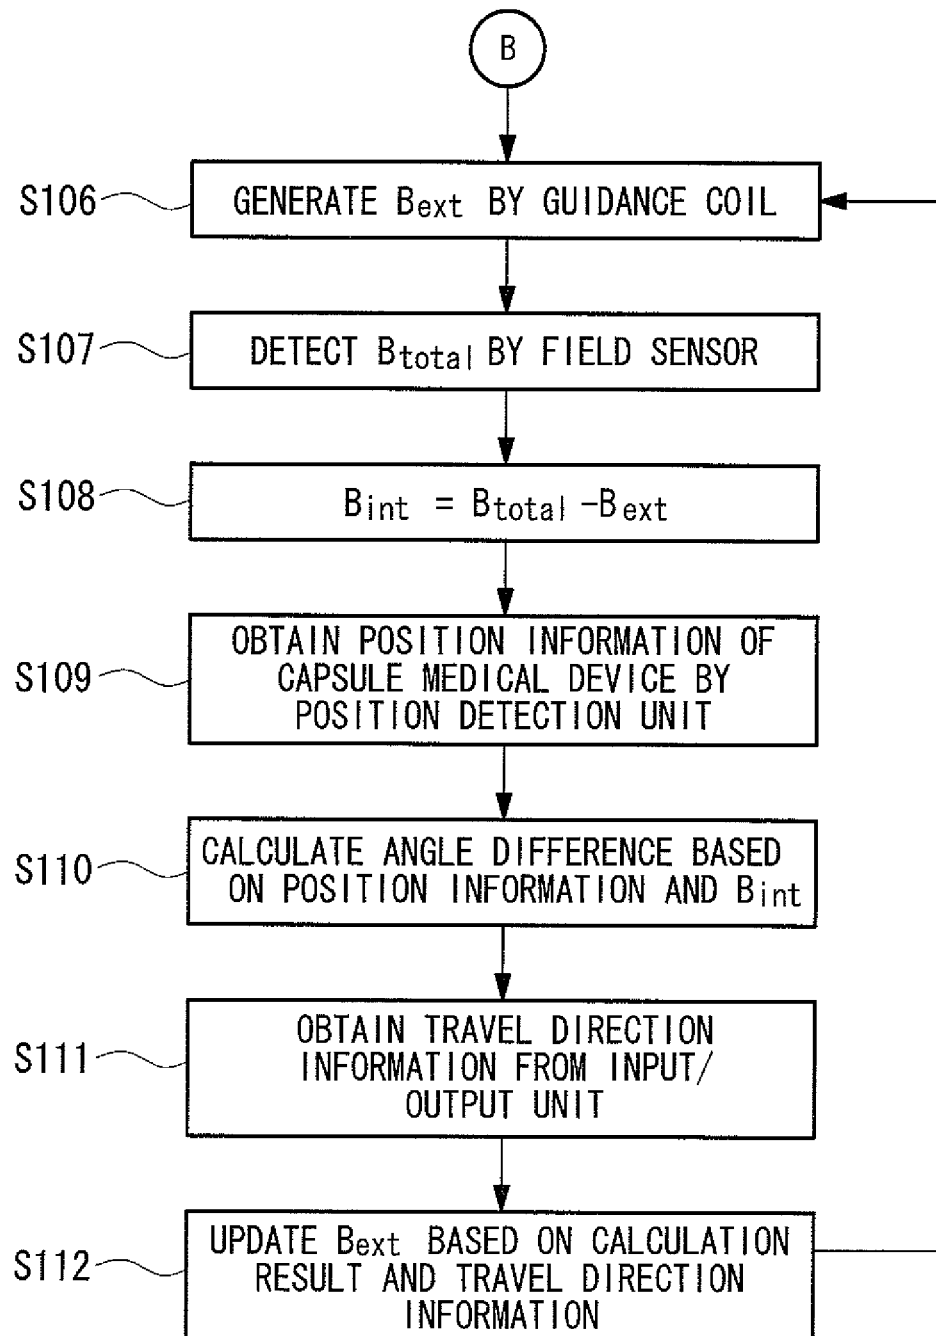 B
S106
GENERATE Bext BY GUIDANCE COIL
S107
DETECT Btotal BY FIELD SENSOR
S108
Bint = Btotal -Bext
S109
OBTAIN POSITION INFORMATION OF
CAPSULE MEDICAL DEVICE BY
POSITION DETECTION UNIT
S110
CALCULATE ANGLE DIFFERENCE BASED
ON POSITION INFORMATION AND Bint
S111
OBTAIN TRAVEL DIRECTION
INFORMATION FROM INPUT/
OUTPUT UNIT
S112
UPDATE Bext BASED ON CALCULATION
RESULT AND TRAVEL DIRECTION
INFORMATION